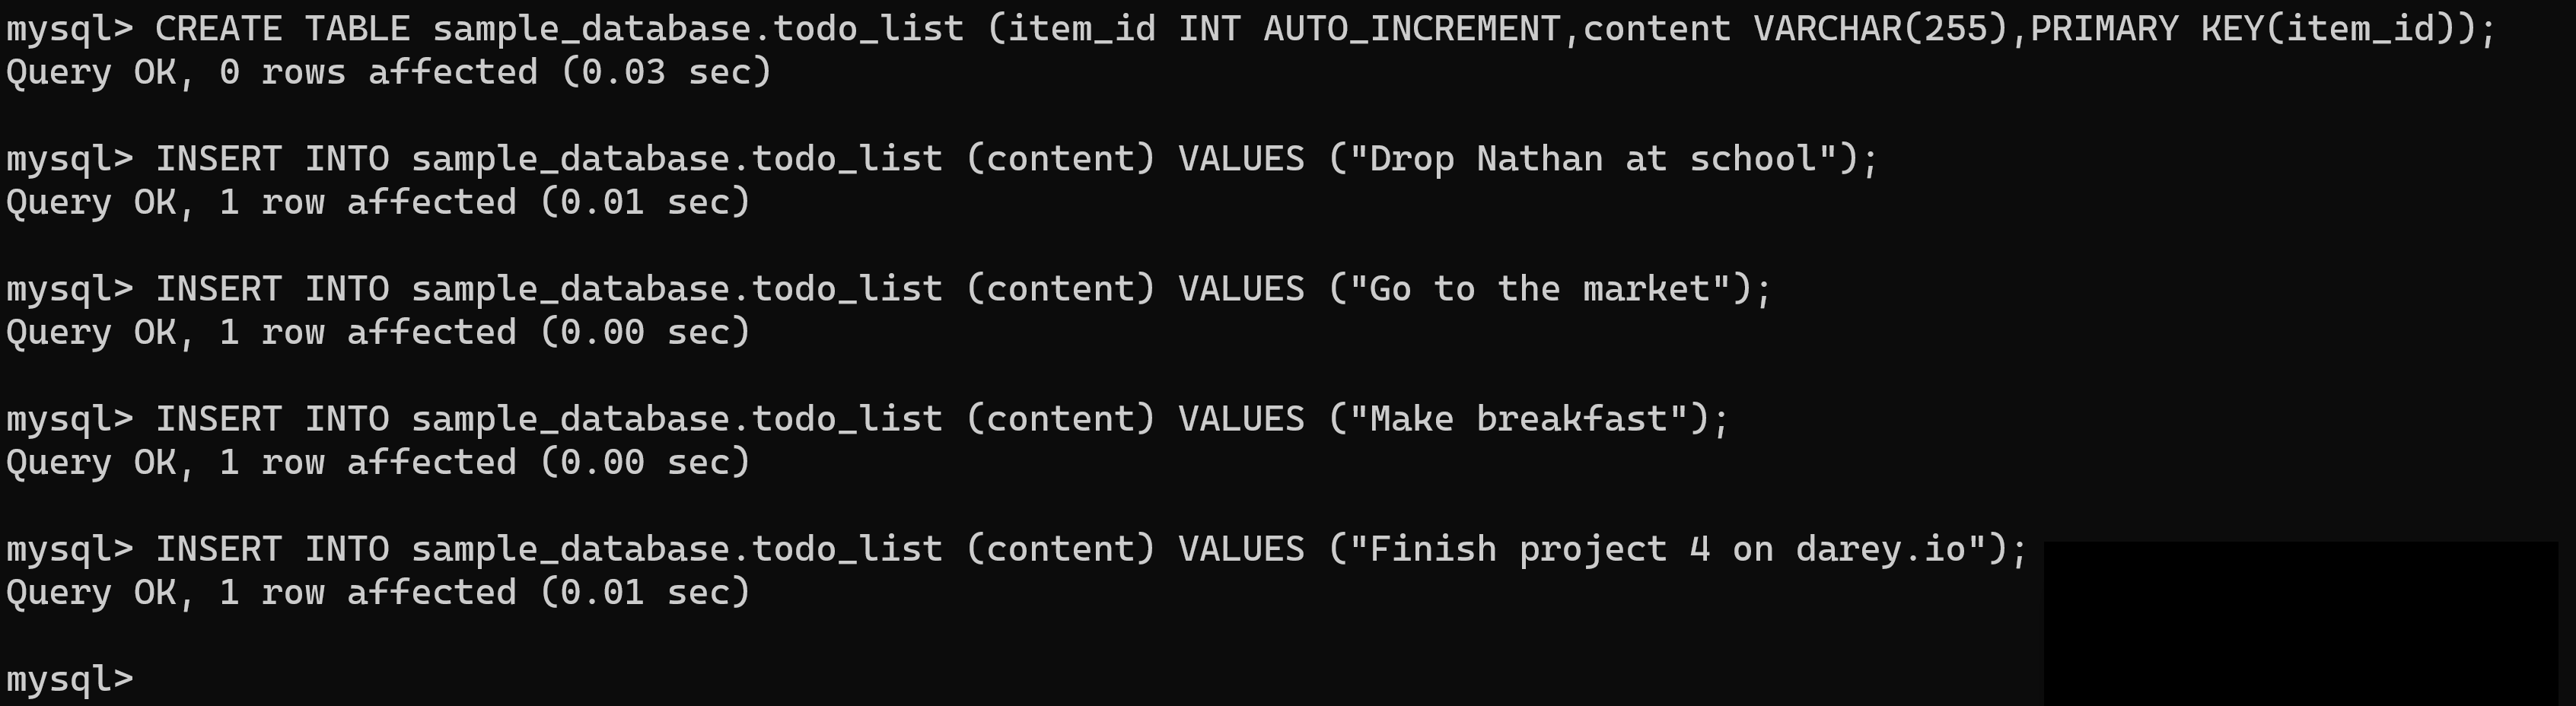 mysql> CREATE TABLE sample_database.todo_list (item_id INT AUTO_INCREMENT,content VARCHAR(255),PRIMARY KEY(item_id));
Query OK, 0 rows affected (0.03 sec)
mysql> INSERT INTO sample_database.todo_list (content) VALUES ("Drop Nathan at school");
Query OK, 1 row affected (0.01 sec)
mysql> INSERT INTO sample_database.todo_list (content) VALUES ("Go to the market");
Query OK, 1 row affected (0.00 sec)
mysql> INSERT INTO sample_database.todo_list (content) VALUES ("Make breakfast");
Query OK, 1 row affected (0.00 sec)
mysql> INSERT INTO sample_database.todo_list (content) VALUES ("Finish project 4 on darey.io");
Query OK, 1 row affected (0.01 sec)
mysql>